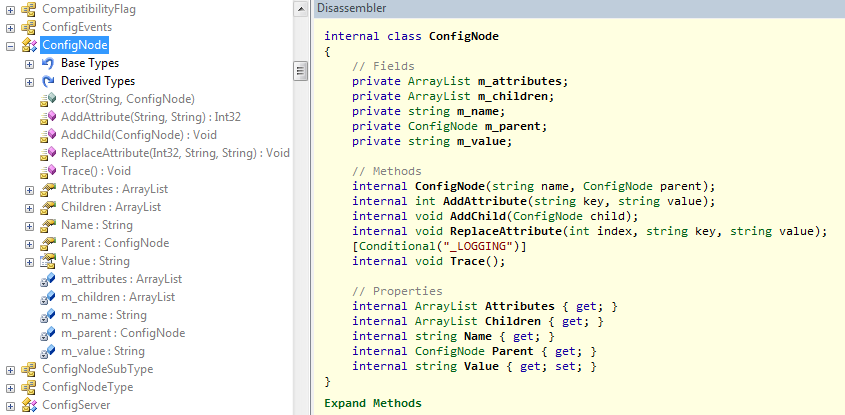 CompatibilityFlag
ConfigEvents
ConfigNode
Base Types
Derived Types
.ctor(String, ConfigNode)
AddAttribute(String, String) : Int32
AddChild(ConfigNode) : Void
ReplaceAttribute(Int32, String, String) : Void
Trace() : Void
Attributes : ArrayList
Children : ArrayList
Name : String
Parent : ConfigNode
Value : String
m_attributes : ArrayList
m_children : ArrayList
m_name : String
m_parent : ConfigNode
m_value : String
ConfigNodeSubType
ConfigNodeType
ConfigServer
Disassembler
internal class ConfigNode
{
// Fields
private ArrayList m_attributes;
private ArrayList m_children;
private string m_name;
private ConfigNode m_parent;
private string m_value;
// Methods
internal ConfigNode(string name, ConfigNode parent);
internal int AddAttribute(string key, string value);
internal void AddChild(ConfigNode child);
internal void ReplaceAttribute(int index, string key, string value);
[Conditional("_LOGGING")]
internal void Trace();
// Properties
internal ArrayList Attributes { get; }
internal ArrayList Children { get; }
internal string Name { get; }
internal ConfigNode Parent { get; }
internal string Value { get; set; }
}
Expand Methods